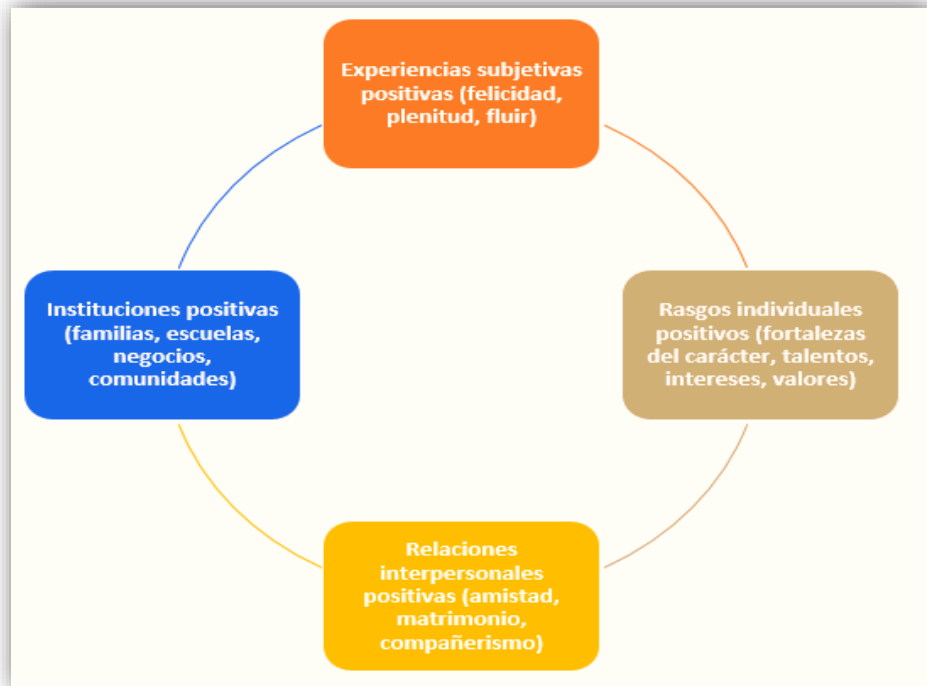 Experiencias subjetivas
positivas (felicidad,
plenitud, fluir)
Instituciones positivas
(familias, escuelas,
negocios,
comunidades)
Rasgos individuales
positivos (fortalezas
del carácter, talentos,
intereses, valores)
Relaciones
interpersonales
positivas (amistad,
matrimonio,
compañerismo)